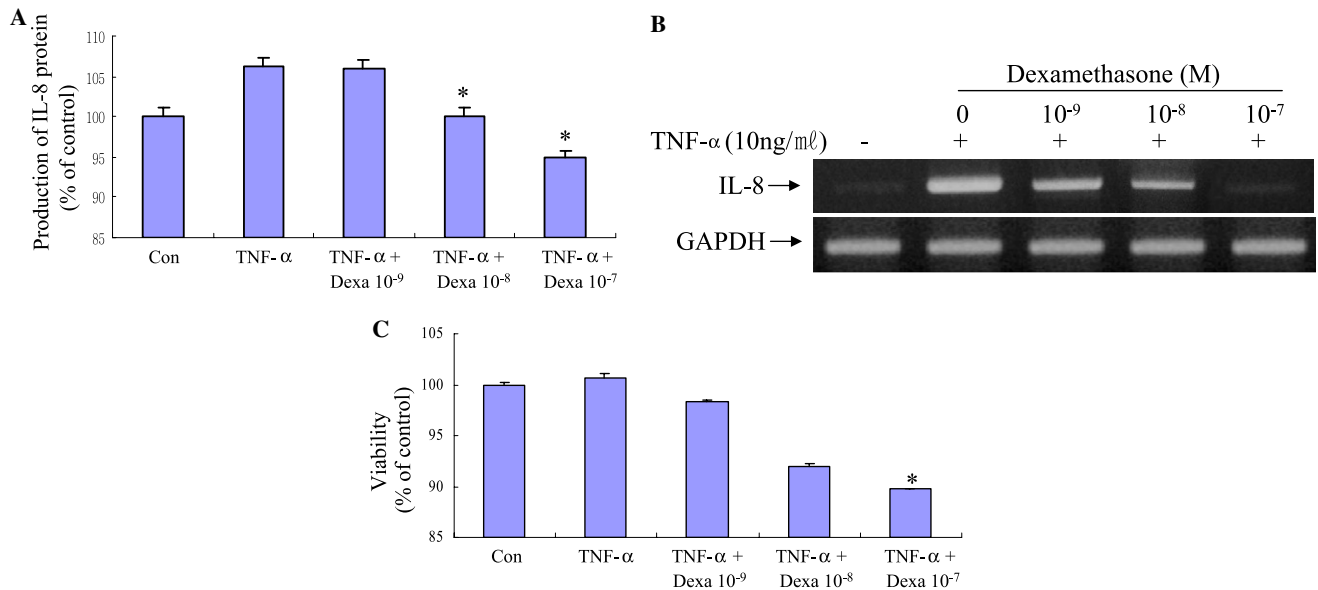 A
Production of IL-8 protein
(% of control)
110
105
100
95
90
85
*
*
Con
TNF-α
TNF-α +
Dexa 10⁻⁹
TNF-α +
Dexa 10⁻⁸
TNF-α +
Dexa 10⁻⁷
B
Dexamethasone (M)
0 10⁻⁹ 10⁻⁸ 10⁻⁷
TNF-α (10ng/㎖) - + + + +
IL-8
GAPDH
C
Viability
(% of control)
105
100
95
90
85
*
Con
TNF-α
TNF-α +
Dexa 10⁻⁹
TNF-α +
Dexa 10⁻⁸
TNF-α +
Dexa 10⁻⁷